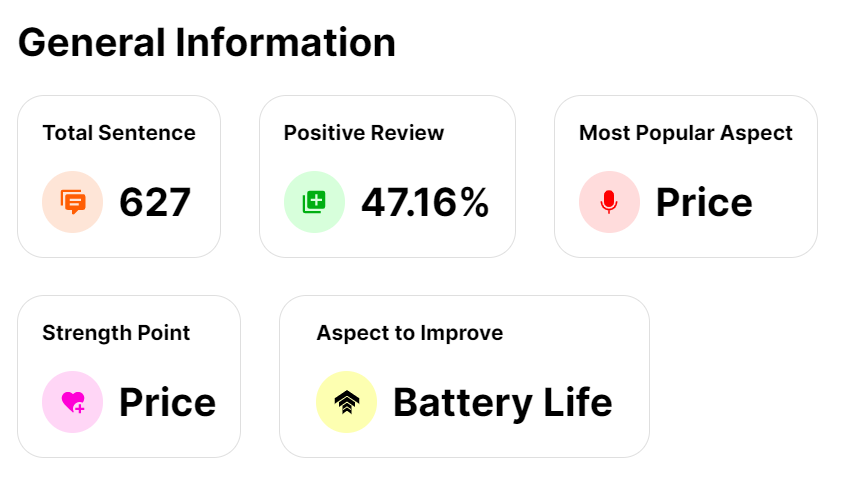 General Information
Total Sentence
627
Positive Review
47.16%
Most Popular Aspect
Price
Strength Point
Price
Aspect to Improve
Battery Life